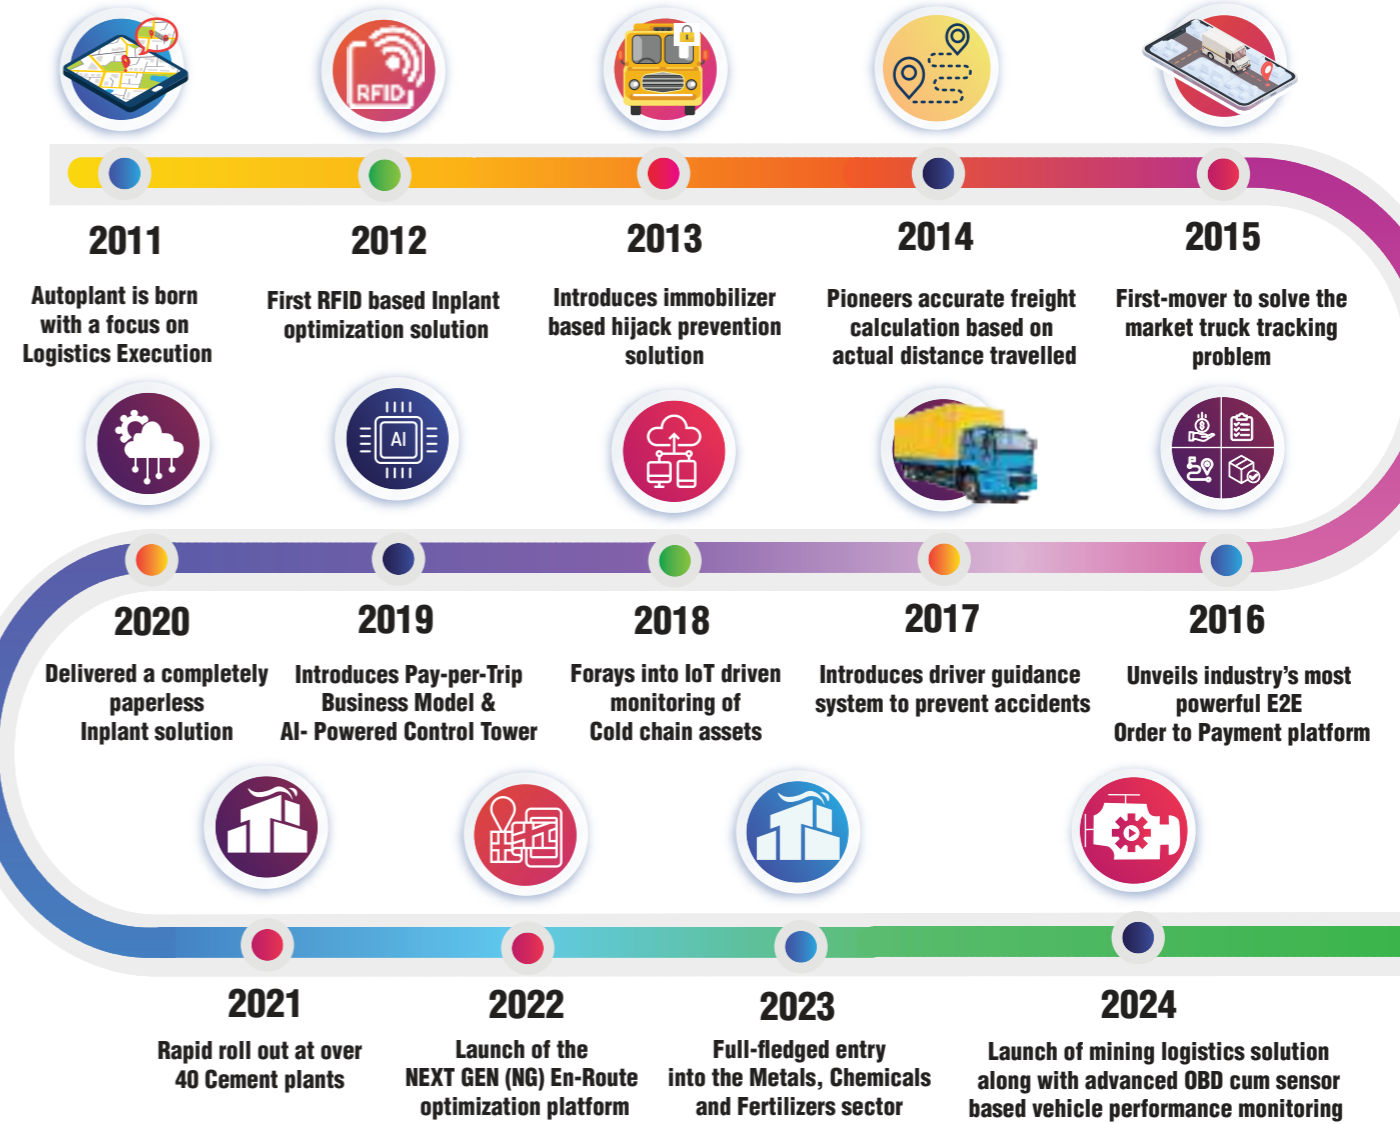 RFID
2011
Autoplant is born
with a focus on
Logistics Execution
2012
First RFID based Inplant
optimization solution
2013
Introduces immobilizer
based hijack prevention
solution
2014
Pioneers accurate freight
calculation based on
actual distance travelled
2015
First-mover to solve the
market truck tracking
problem
2016
Unveils industry’s most
powerful E2E
Order to Payment platform
2017
Introduces driver guidance
system to prevent accidents
2018
Forays into IoT driven
monitoring of
Cold chain assets
AI
2019
Introduces Pay-per-Trip
Business Model &
AI- Powered Control Tower
2020
Delivered a completely
paperless
Inplant solution
2021
Rapid roll out at over
40 Cement plants
2022
Launch of the
NEXT GEN (NG) En-Route
optimization platform
2023
Full-fledged entry
into the Metals, Chemicals
and Fertilizers sector
2024
Launch of mining logistics solution
along with advanced OBD cum sensor
based vehicle performance monitoring